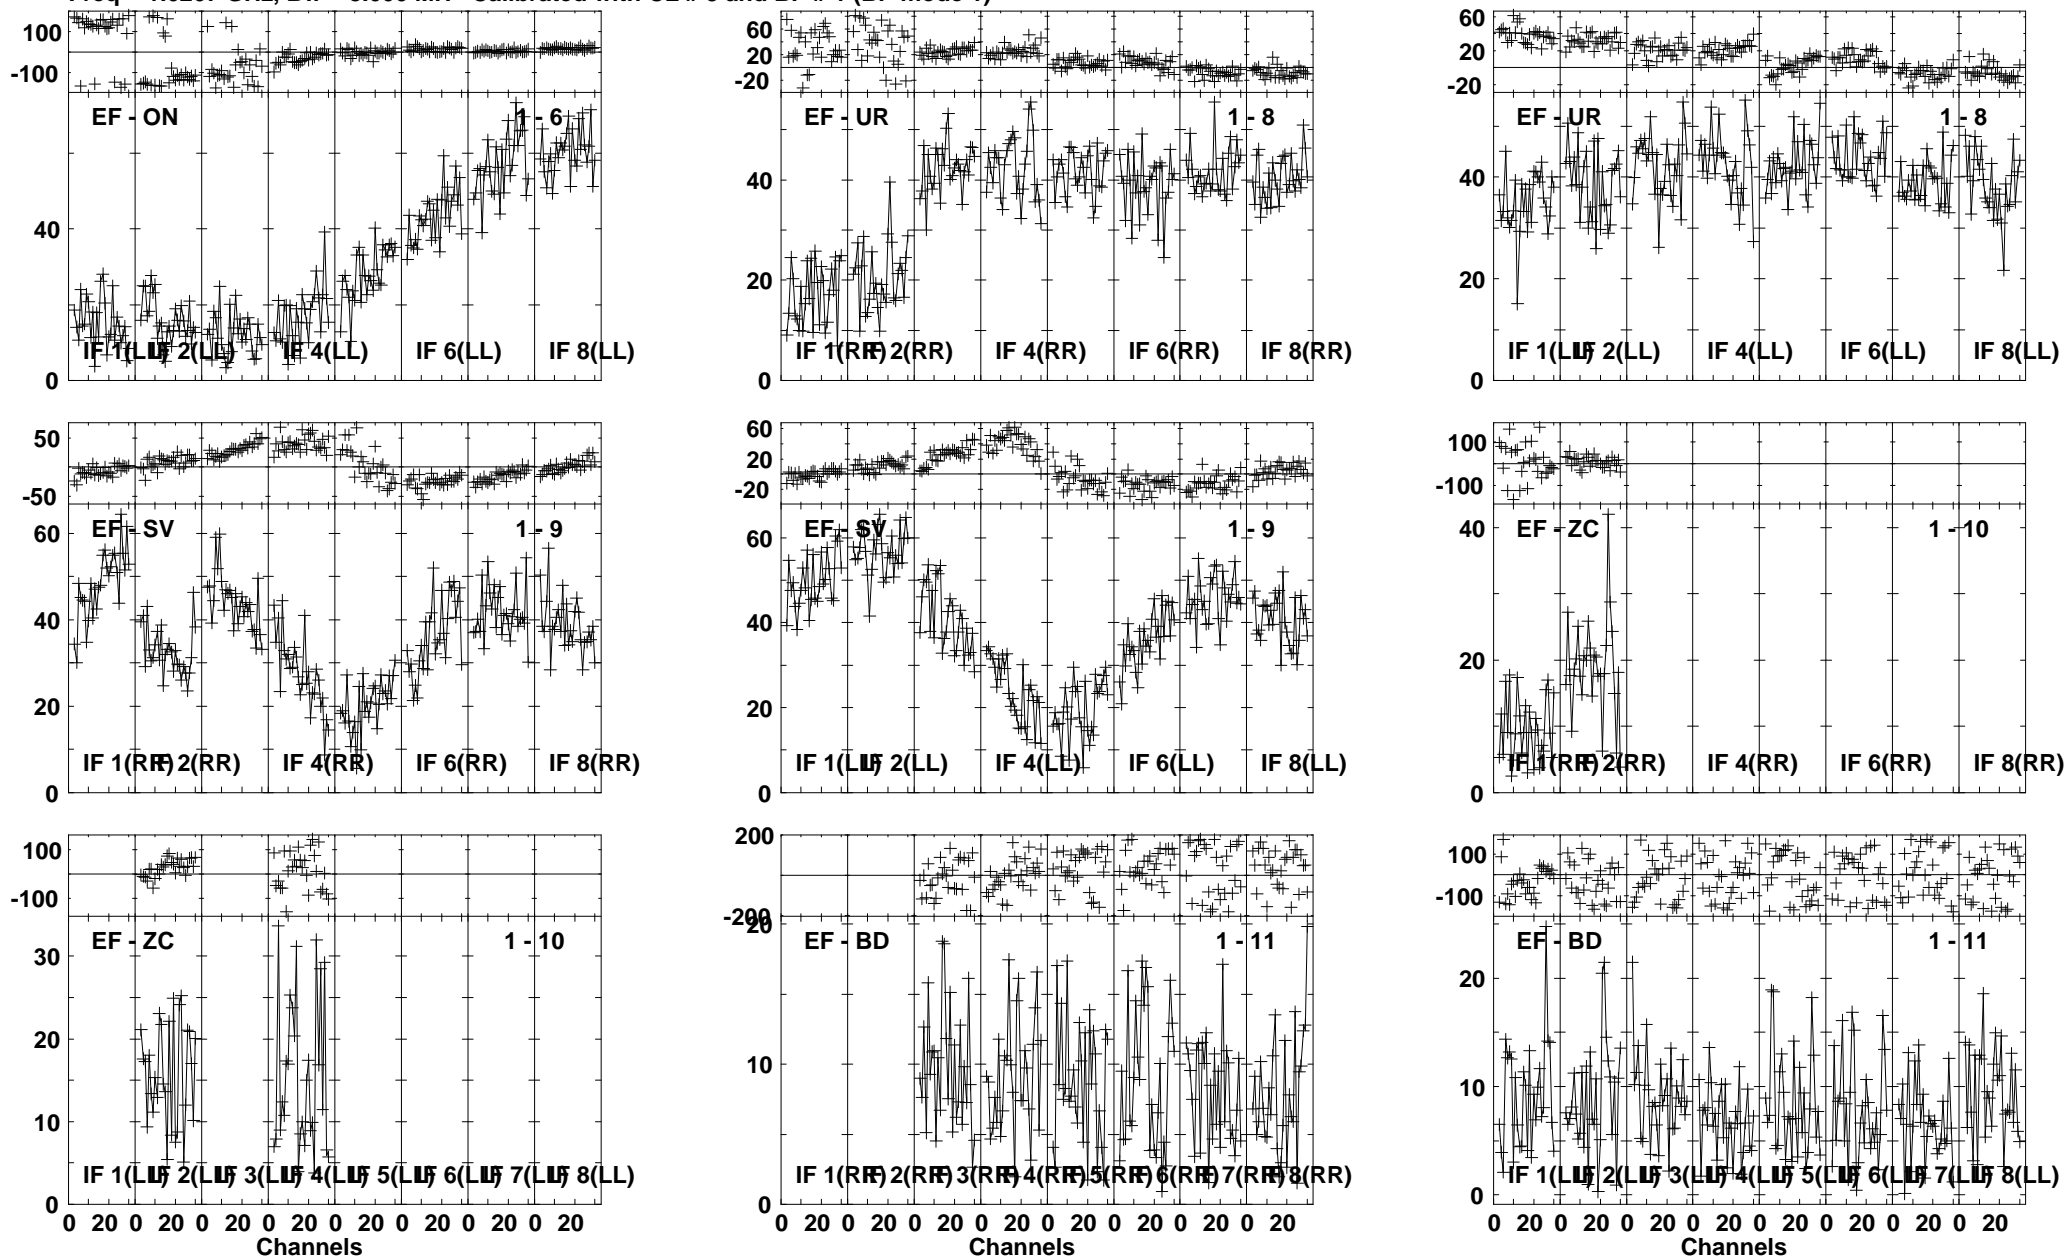 100
-100
EF - ON 1 - 6
40
0
IF 1(LL) IF 2(LL) IF 4(LL) IF 6(LL) IF 8(LL)
60
20
-20
EF - UR 1 - 8
40
20
0
IF 1(RR) IF 2(RR) IF 4(RR) IF 6(RR) IF 8(RR)
60
20
-20
EF - UR 1 - 8
40
20
0
IF 1(LL) IF 2(LL) IF 4(LL) IF 6(LL) IF 8(LL)
50
-50
EF - SV 1 - 9
60
40
20
0
IF 1(RR) IF 2(RR) IF 4(RR) IF 6(RR) IF 8(RR)
60
20
-20
EF - SV 1 - 9
60
40
20
0
IF 1(LL) IF 2(LL) IF 4(LL) IF 6(LL) IF 8(LL)
100
-100
EF - ZC 1 - 10
40
20
0
IF 1(RR) IF 2(RR) IF 4(RR) IF 6(RR) IF 8(RR)
100
-100
EF - ZC 1 - 10
30
20
10
0
IF 1(LL) IF 2(LL) IF 3(LL) IF 4(LL) IF 5(LL) IF 6(LL) IF 7(LL) IF 8(LL)
0 20 0 20 0 20 0 20 0 20 0 20 0 20 0 20
Channels
200
-200
EF - BD 1 - 11
20
10
0
IF 1(RR) IF 2(RR) IF 3(RR) IF 4(RR) IF 5(RR) IF 6(RR) IF 7(RR) IF 8(RR)
0 20 0 20 0 20 0 20 0 20 0 20 0 20 0 20
Channels
100
-100
EF - BD 1 - 11
20
10
0
IF 1(LL) IF 2(LL) IF 3(LL) IF 4(LL) IF 5(LL) IF 6(LL) IF 7(LL) IF 8(LL)
0 20 0 20 0 20 0 20 0 20 0 20 0 20 0 20
Channels